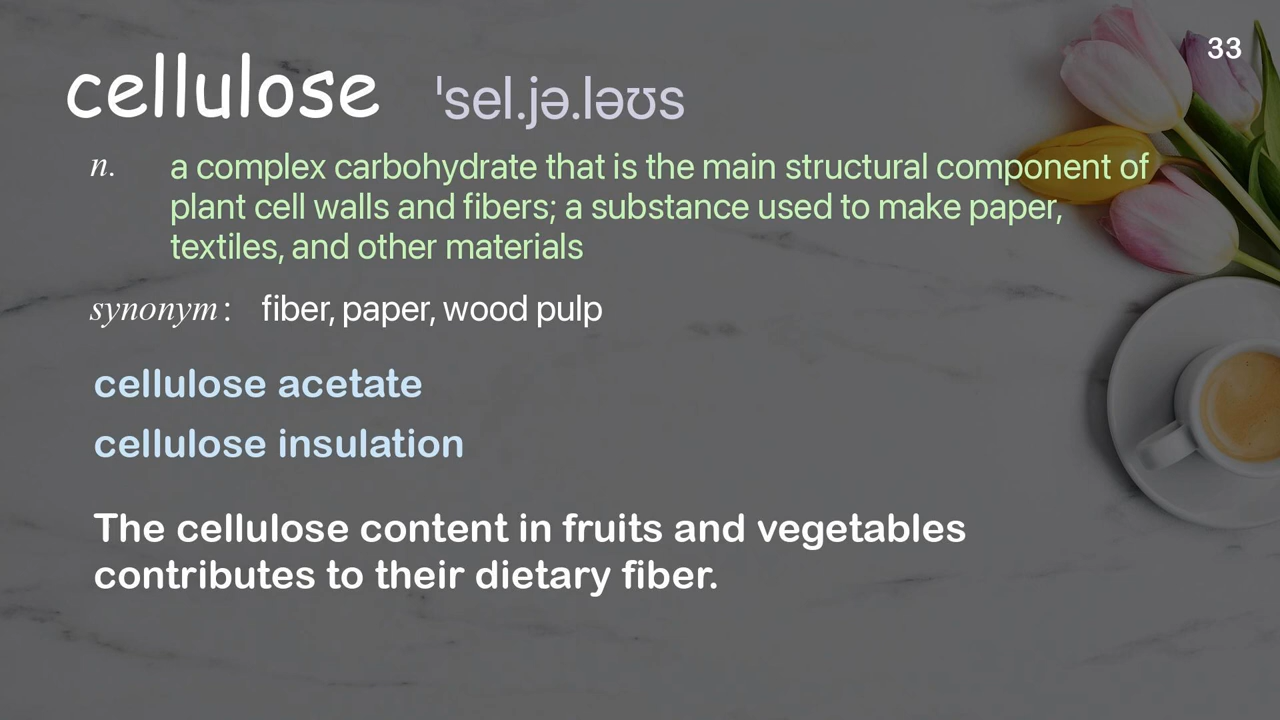 33
cellulose ˈsel.jə.ləʊs
n. a complex carbohydrate that is the main structural component of
plant cell walls and fibers; a substance used to make paper,
textiles, and other materials
synonym: fiber, paper, wood pulp
cellulose acetate
cellulose insulation
The cellulose content in fruits and vegetables
contributes to their dietary fiber.